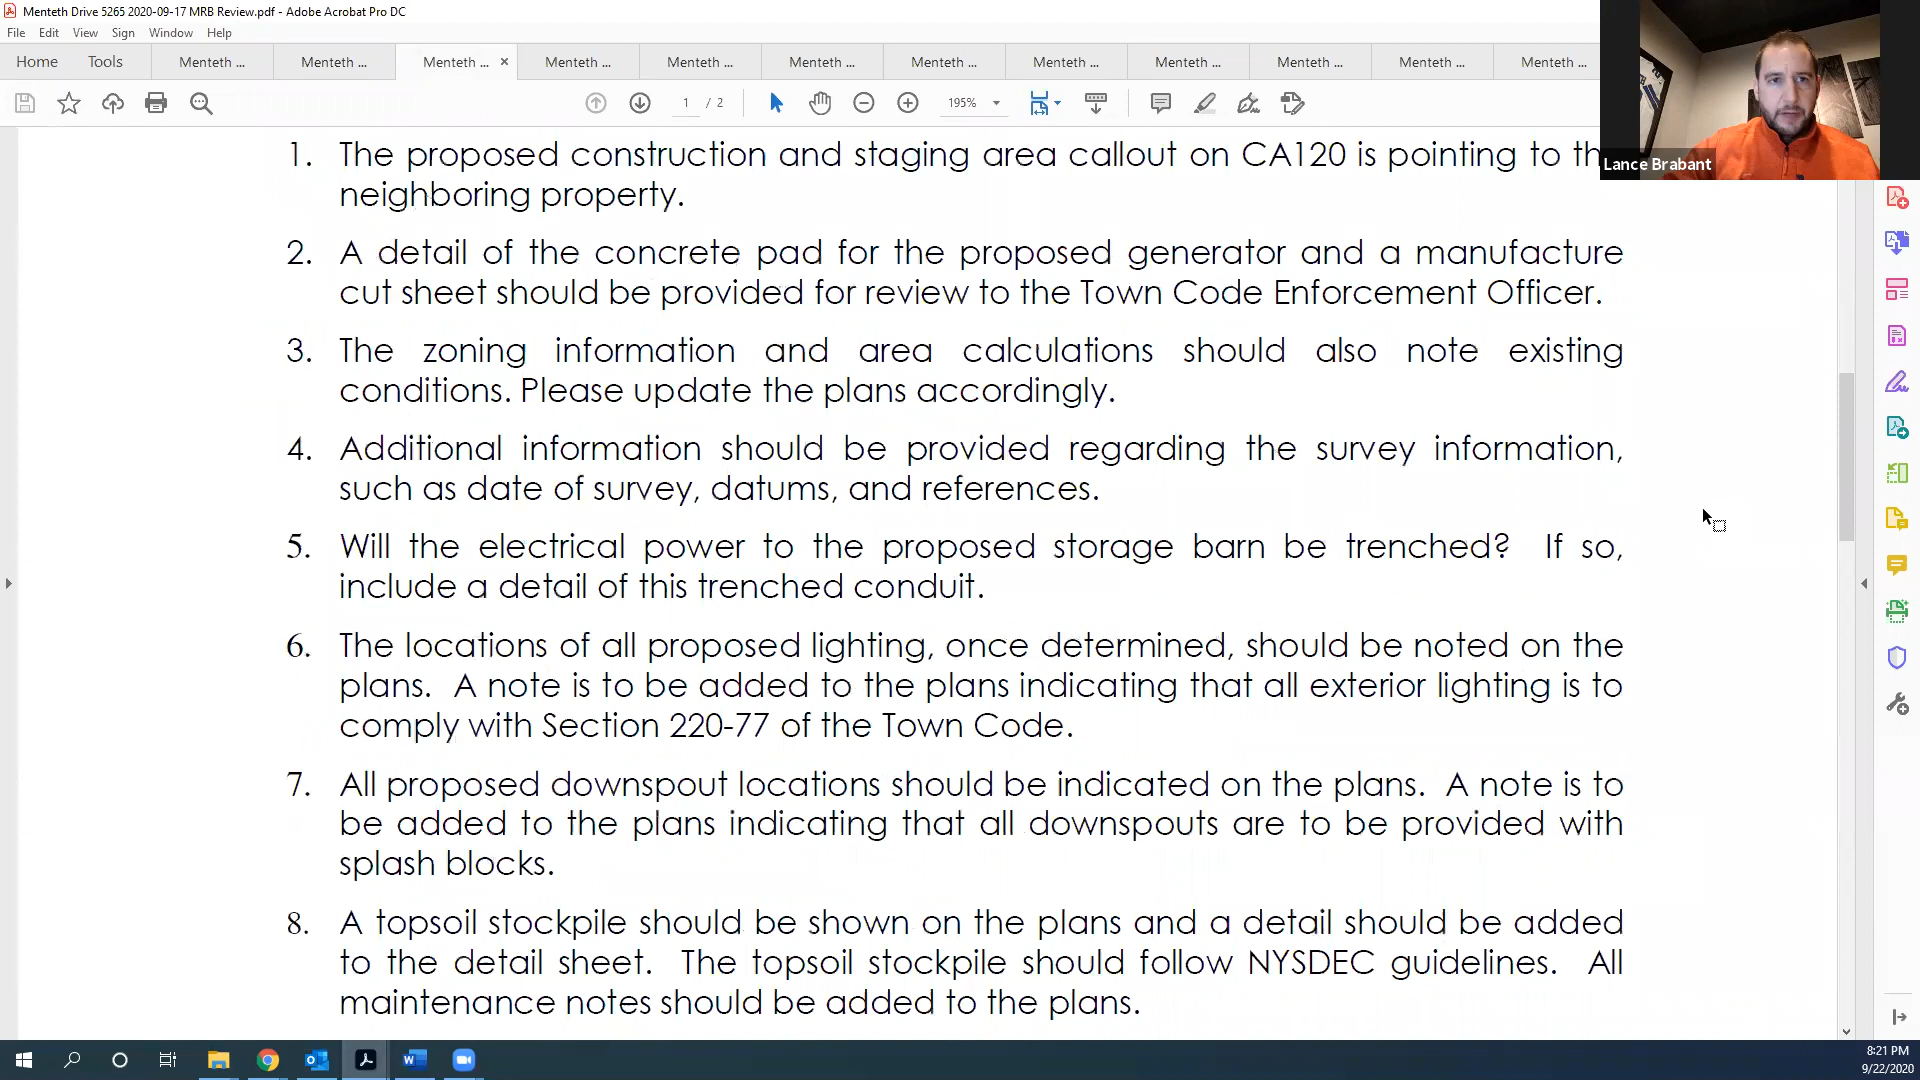 Menteth Drive 5265 2020-09-17 MRB Review.pdf - Adobe Acrobat Pro DC
File Edit View Sign Window Help
Home Tools Menteth ... Menteth ... Menteth ... × Menteth ... Menteth ... Menteth ... Menteth ... Menteth ... Menteth ... Menteth ... Menteth ... Menteth ...
1 / 2 195%
Lance Brabant
1. The proposed construction and staging area callout on CA120 is pointing to th
neighboring property.
2. A detail of the concrete pad for the proposed generator and a manufacture
cut sheet should be provided for review to the Town Code Enforcement Officer.
3. The zoning information and area calculations should also note existing
conditions. Please update the plans accordingly.
4. Additional information should be provided regarding the survey information,
such as date of survey, datums, and references.
5. Will the electrical power to the proposed storage barn be trenched? If so,
include a detail of this trenched conduit.
6. The locations of all proposed lighting, once determined, should be noted on the
plans. A note is to be added to the plans indicating that all exterior lighting is to
comply with Section 220-77 of the Town Code.
7. All proposed downspout locations should be indicated on the plans. A note is to
be added to the plans indicating that all downspouts are to be provided with
splash blocks.
8. A topsoil stockpile should be shown on the plans and a detail should be added
to the detail sheet. The topsoil stockpile should follow NYSDEC guidelines. All
maintenance notes should be added to the plans.
8:21 PM
9/22/2020